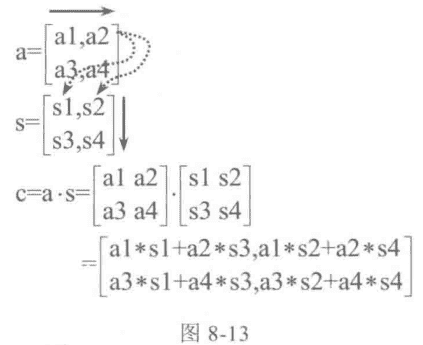 a=[a1,a2
a3,a4]
s=[s1,s2
s3,s4]
c=a·s=[a1 a2
a3 a4]·[s1 s2
s3 s4]
=[a1*s1+a2*s3,a1*s2+a2*s4
a3*s1+a4*s3,a3*s2+a4*s4]
图 8-13